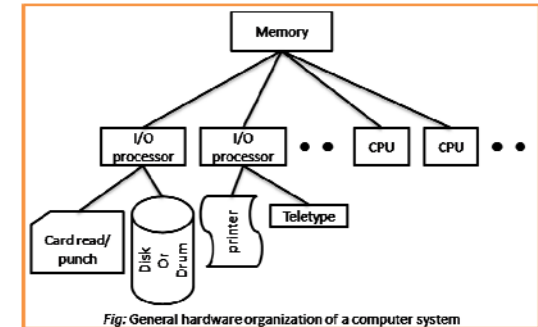 Memory
I/O
processor
I/O
processor
CPU
CPU
Card read/
punch
Disk
Or
Drum
printer
Teletype
Fig: General hardware organization of a computer system